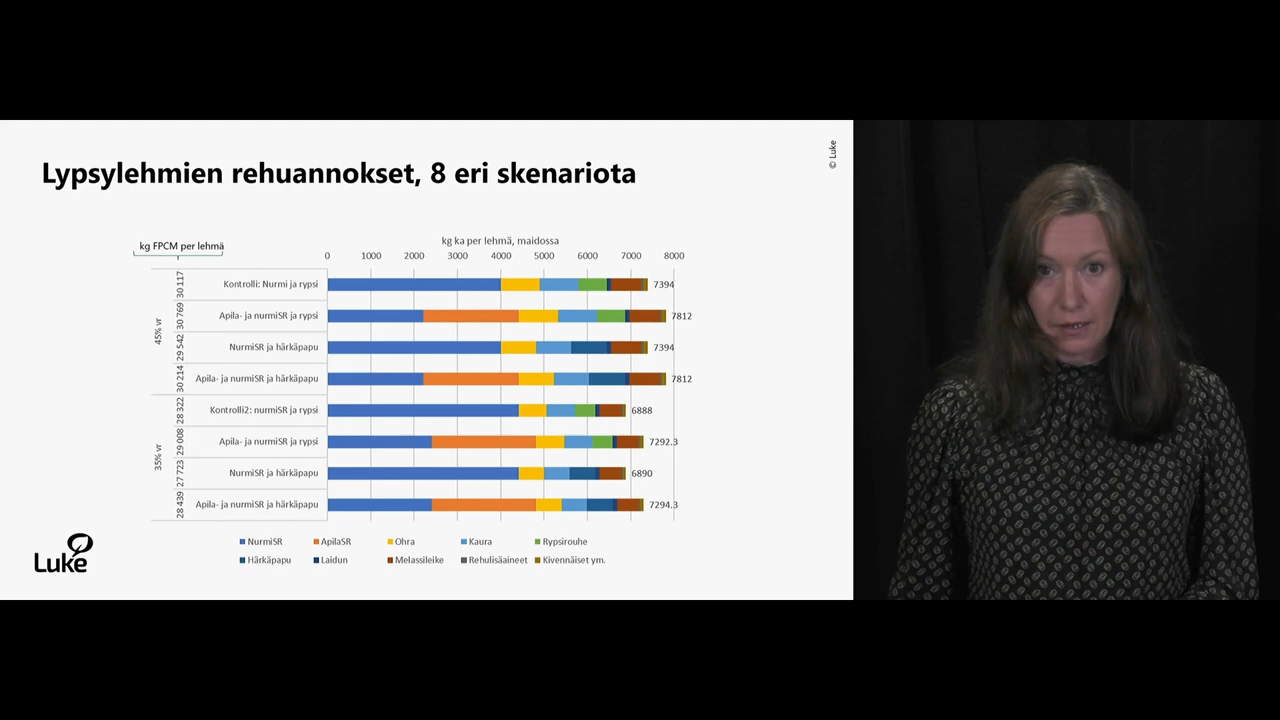 Lypsylehmien rehuannokset, 8 eri skenariota
© Luke
kg FPCM per lehmä
kg ka per lehmä, maidossa
0 1000 2000 3000 4000 5000 6000 7000 8000
45% vr
30 117 Kontrolli: Nurmi ja rypsi 7394
30 769 Apila- ja nurmiSR ja rypsi 7812
29 542 NurmiSR ja härkäpapu 7394
30 214 Apila- ja nurmiSR ja härkäpapu 7812
35% vr
28 322 Kontrolli2: nurmiSR ja rypsi 6888
29 008 Apila- ja nurmiSR ja rypsi 7292.3
27 723 NurmiSR ja härkäpapu 6890
28 439 Apila- ja nurmiSR ja härkäpapu 7294.3
NurmiSR ApilaSR Ohra Kaura Rypsirouhe
Härkäpapu Laidun Melassileike Rehulisäaineet Kivennäiset ym.
Luke